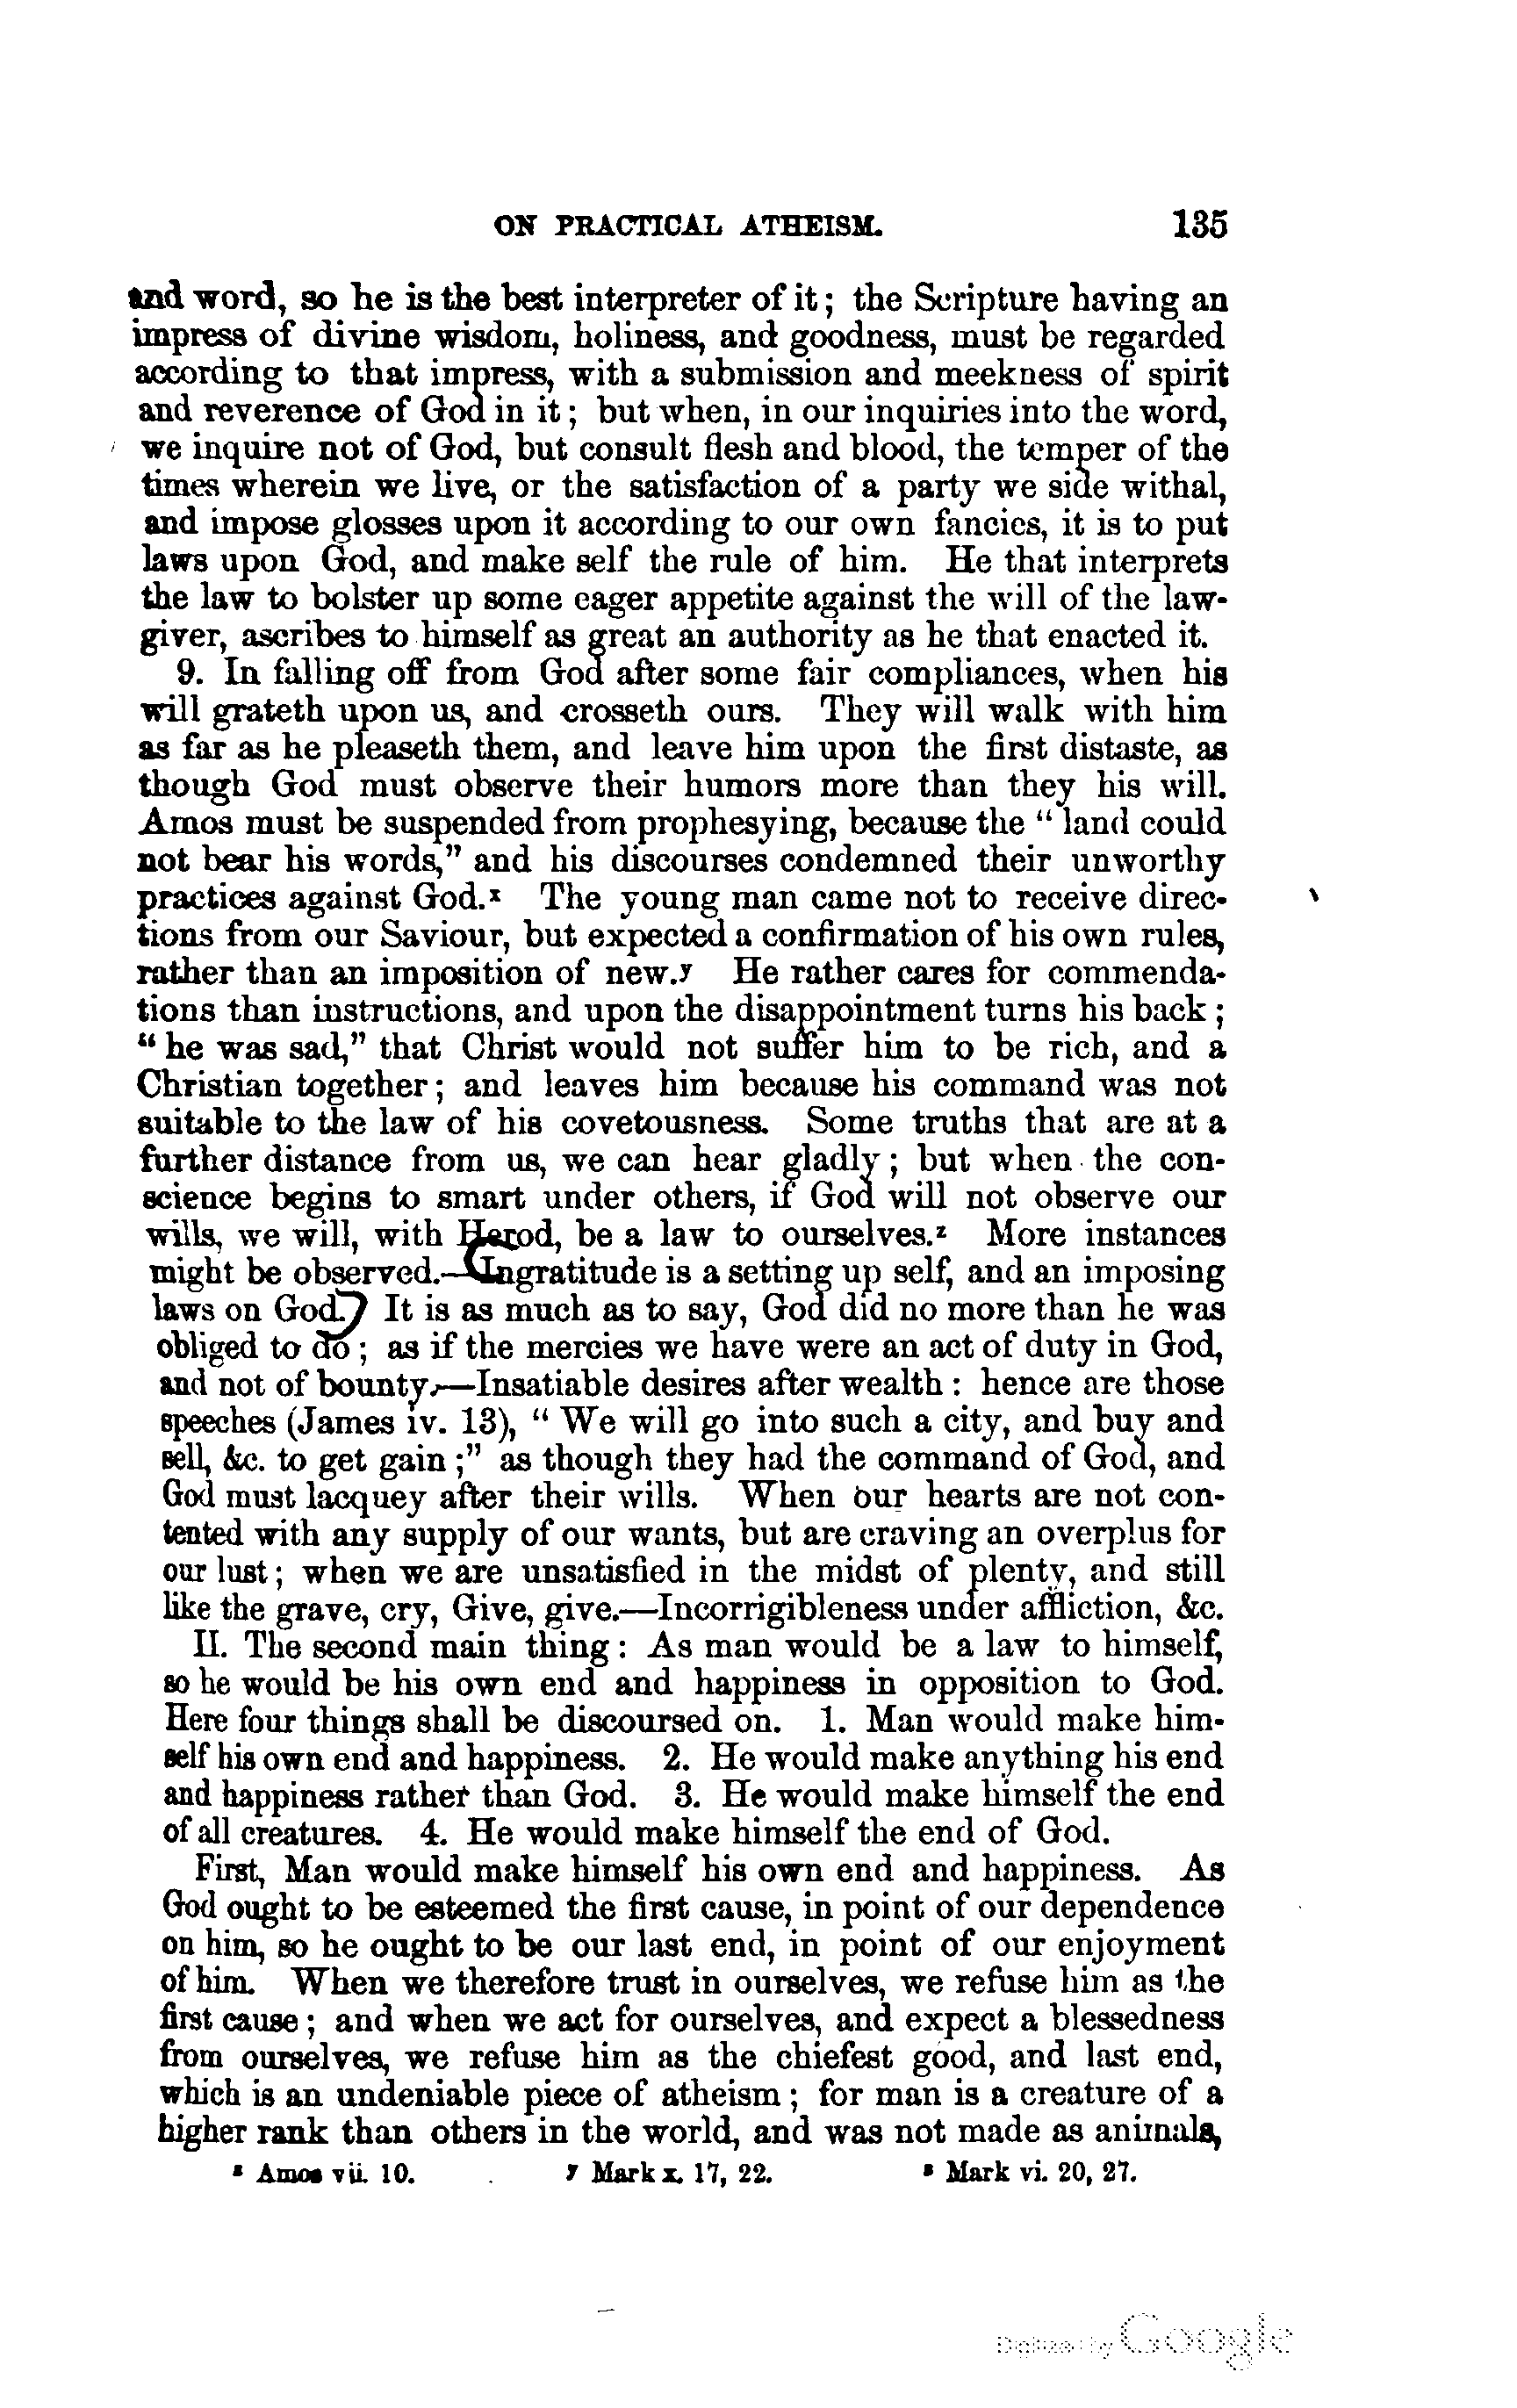 ON PRACTICAL ATHEISM. 135
and word, so he is the best interpreter of it; the Scripture having an
impress of divine wisdom, holiness, and goodness, must be regarded
according to that impress, with a submission and meekness of spirit
and reverence of God in it; but when, in our inquiries into the word,
we inquire not of God, but consult flesh and blood, the temper of the
times wherein we live, or the satisfaction of a party we side withal,
and impose glosses upon it according to our own fancies, it is to put
laws upon God, and make self the rule of him. He that interprets
the law to bolster up some eager appetite against the will of the law-
giver, ascribes to himself as great an authority as he that enacted it.
9. In falling off from God after some fair compliances, when his
will grateth upon us, and crosseth ours. They will walk with him
as far as he pleaseth them, and leave him upon the first distaste, as
though God must observe their humors more than they his will.
Amos must be suspended from prophesying, because the "land could
not bear his words," and his discourses condemned their unworthy
practices against God.ˣ The young man came not to receive direc-
tions from our Saviour, but expected a confirmation of his own rules,
rather than an imposition of new.ʸ He rather cares for commenda-
tions than instructions, and upon the disappointment turns his back;
"he was sad," that Christ would not suffer him to be rich, and a
Christian together; and leaves him because his command was not
suitable to the law of his covetousness. Some truths that are at a
further distance from us, we can hear gladly; but when the con-
science begins to smart under others, if God will not observe our
wills, we will, with Herod, be a law to ourselves.ᶻ More instances
might be observed.—Ingratitude is a setting up self, and an imposing
laws on God. It is as much as to say, God did no more than he was
obliged to do; as if the mercies we have were an act of duty in God,
and not of bounty.—Insatiable desires after wealth: hence are those
speeches (James iv. 13), "We will go into such a city, and buy and
sell, &c. to get gain;" as though they had the command of God, and
God must lacquey after their wills. When our hearts are not con-
tented with any supply of our wants, but are craving an overplus for
our lust; when we are unsatisfied in the midst of plenty, and still
like the grave, cry, Give, give.—Incorrigibleness under affliction, &c.
II. The second main thing: As man would be a law to himself,
so he would be his own end and happiness in opposition to God.
Here four things shall be discoursed on. 1. Man would make him-
self his own end and happiness. 2. He would make anything his end
and happiness rather than God. 3. He would make himself the end
of all creatures. 4. He would make himself the end of God.
First, Man would make himself his own end and happiness. As
God ought to be esteemed the first cause, in point of our dependence
on him, so he ought to be our last end, in point of our enjoyment
of him. When we therefore trust in ourselves, we refuse him as the
first cause; and when we act for ourselves, and expect a blessedness
from ourselves, we refuse him as the chiefest good, and last end,
which is an undeniable piece of atheism; for man is a creature of a
higher rank than others in the world, and was not made as animals,
ˣ Amos vii. 10. ʸ Mark x. 17, 22. ᶻ Mark vi. 20, 27.
Digitized by Google